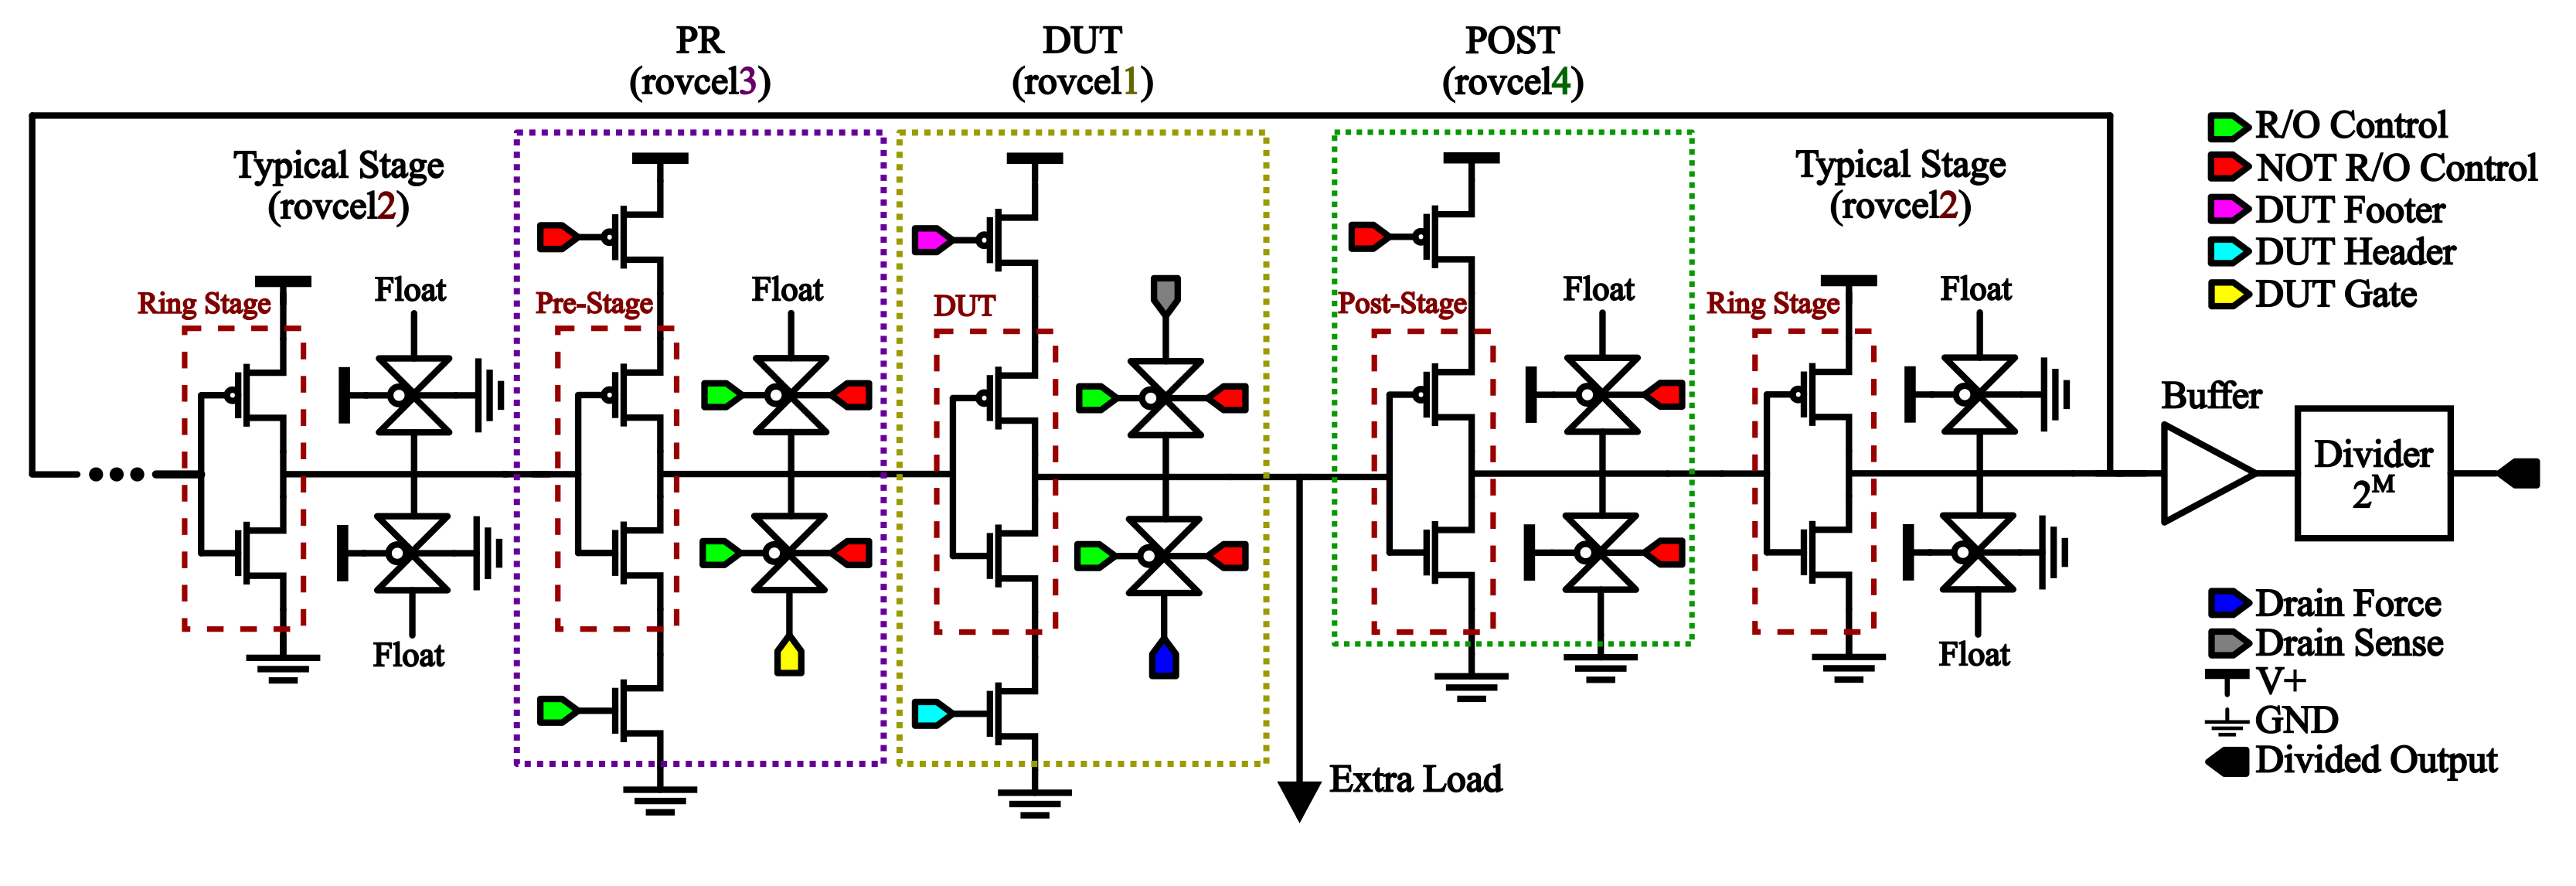 PR
(rovcel3)
DUT
(rovcel1)
POST
(rovcel4)
Typical Stage
(rovcel2)
Typical Stage
(rovcel2)
Ring Stage
Float
Float
Pre-Stage
Float
DUT
Post-Stage
Float
Ring Stage
Float
Float
Extra Load
Buffer
Divider
2^M
R/O Control
NOT R/O Control
DUT Footer
DUT Header
DUT Gate
Drain Force
Drain Sense
V+
GND
Divided Output